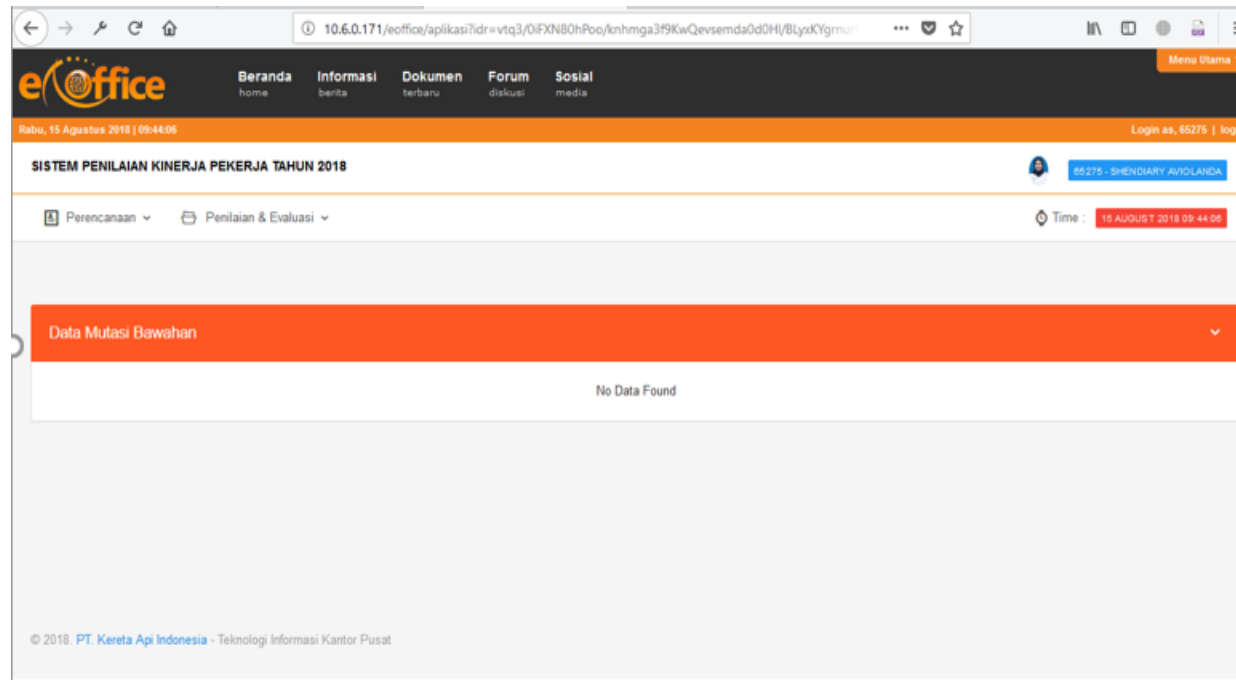 10.6.0.171/eoffice/aplikasi?idr=vtq3/
eoffice
Beranda Informasi Dokumen Forum Sosial
home berita terbaru diskusi media
Menu Utama
Rabu, 15 Agustus 2018 | 09:44:06
Login as, 65275 | log
SISTEM PENILAIAN KINERJA PEKERJA TAHUN 2018
65275 - SHENDIARY AVIOLANDA
Perencanaan Penilaian & Evaluasi
Time : 15 AUGUST 2018 09:44:06
Data Mutasi Bawahan
No Data Found
© 2018. PT. Kereta Api Indonesia - Teknologi Informasi Kantor Pusat